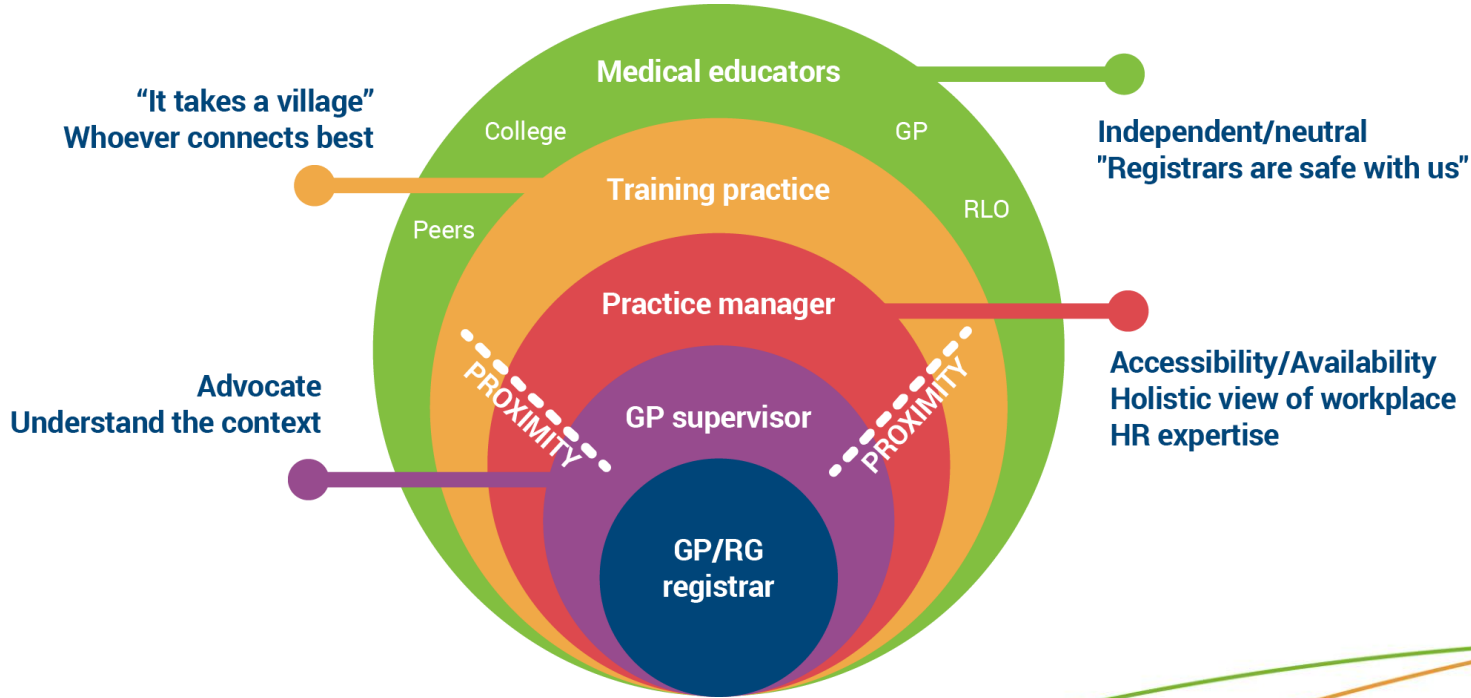 Medical educators
"It takes a village"
Whoever connects best
College
GP
Independent/neutral
"Registrars are safe with us"
Training practice
Peers
RLO
Practice manager
PROXIMITY
PROXIMITY
Accessibility/Availability
Holistic view of workplace
HR expertise
Advocate
Understand the context
GP supervisor
GP/RG
registrar